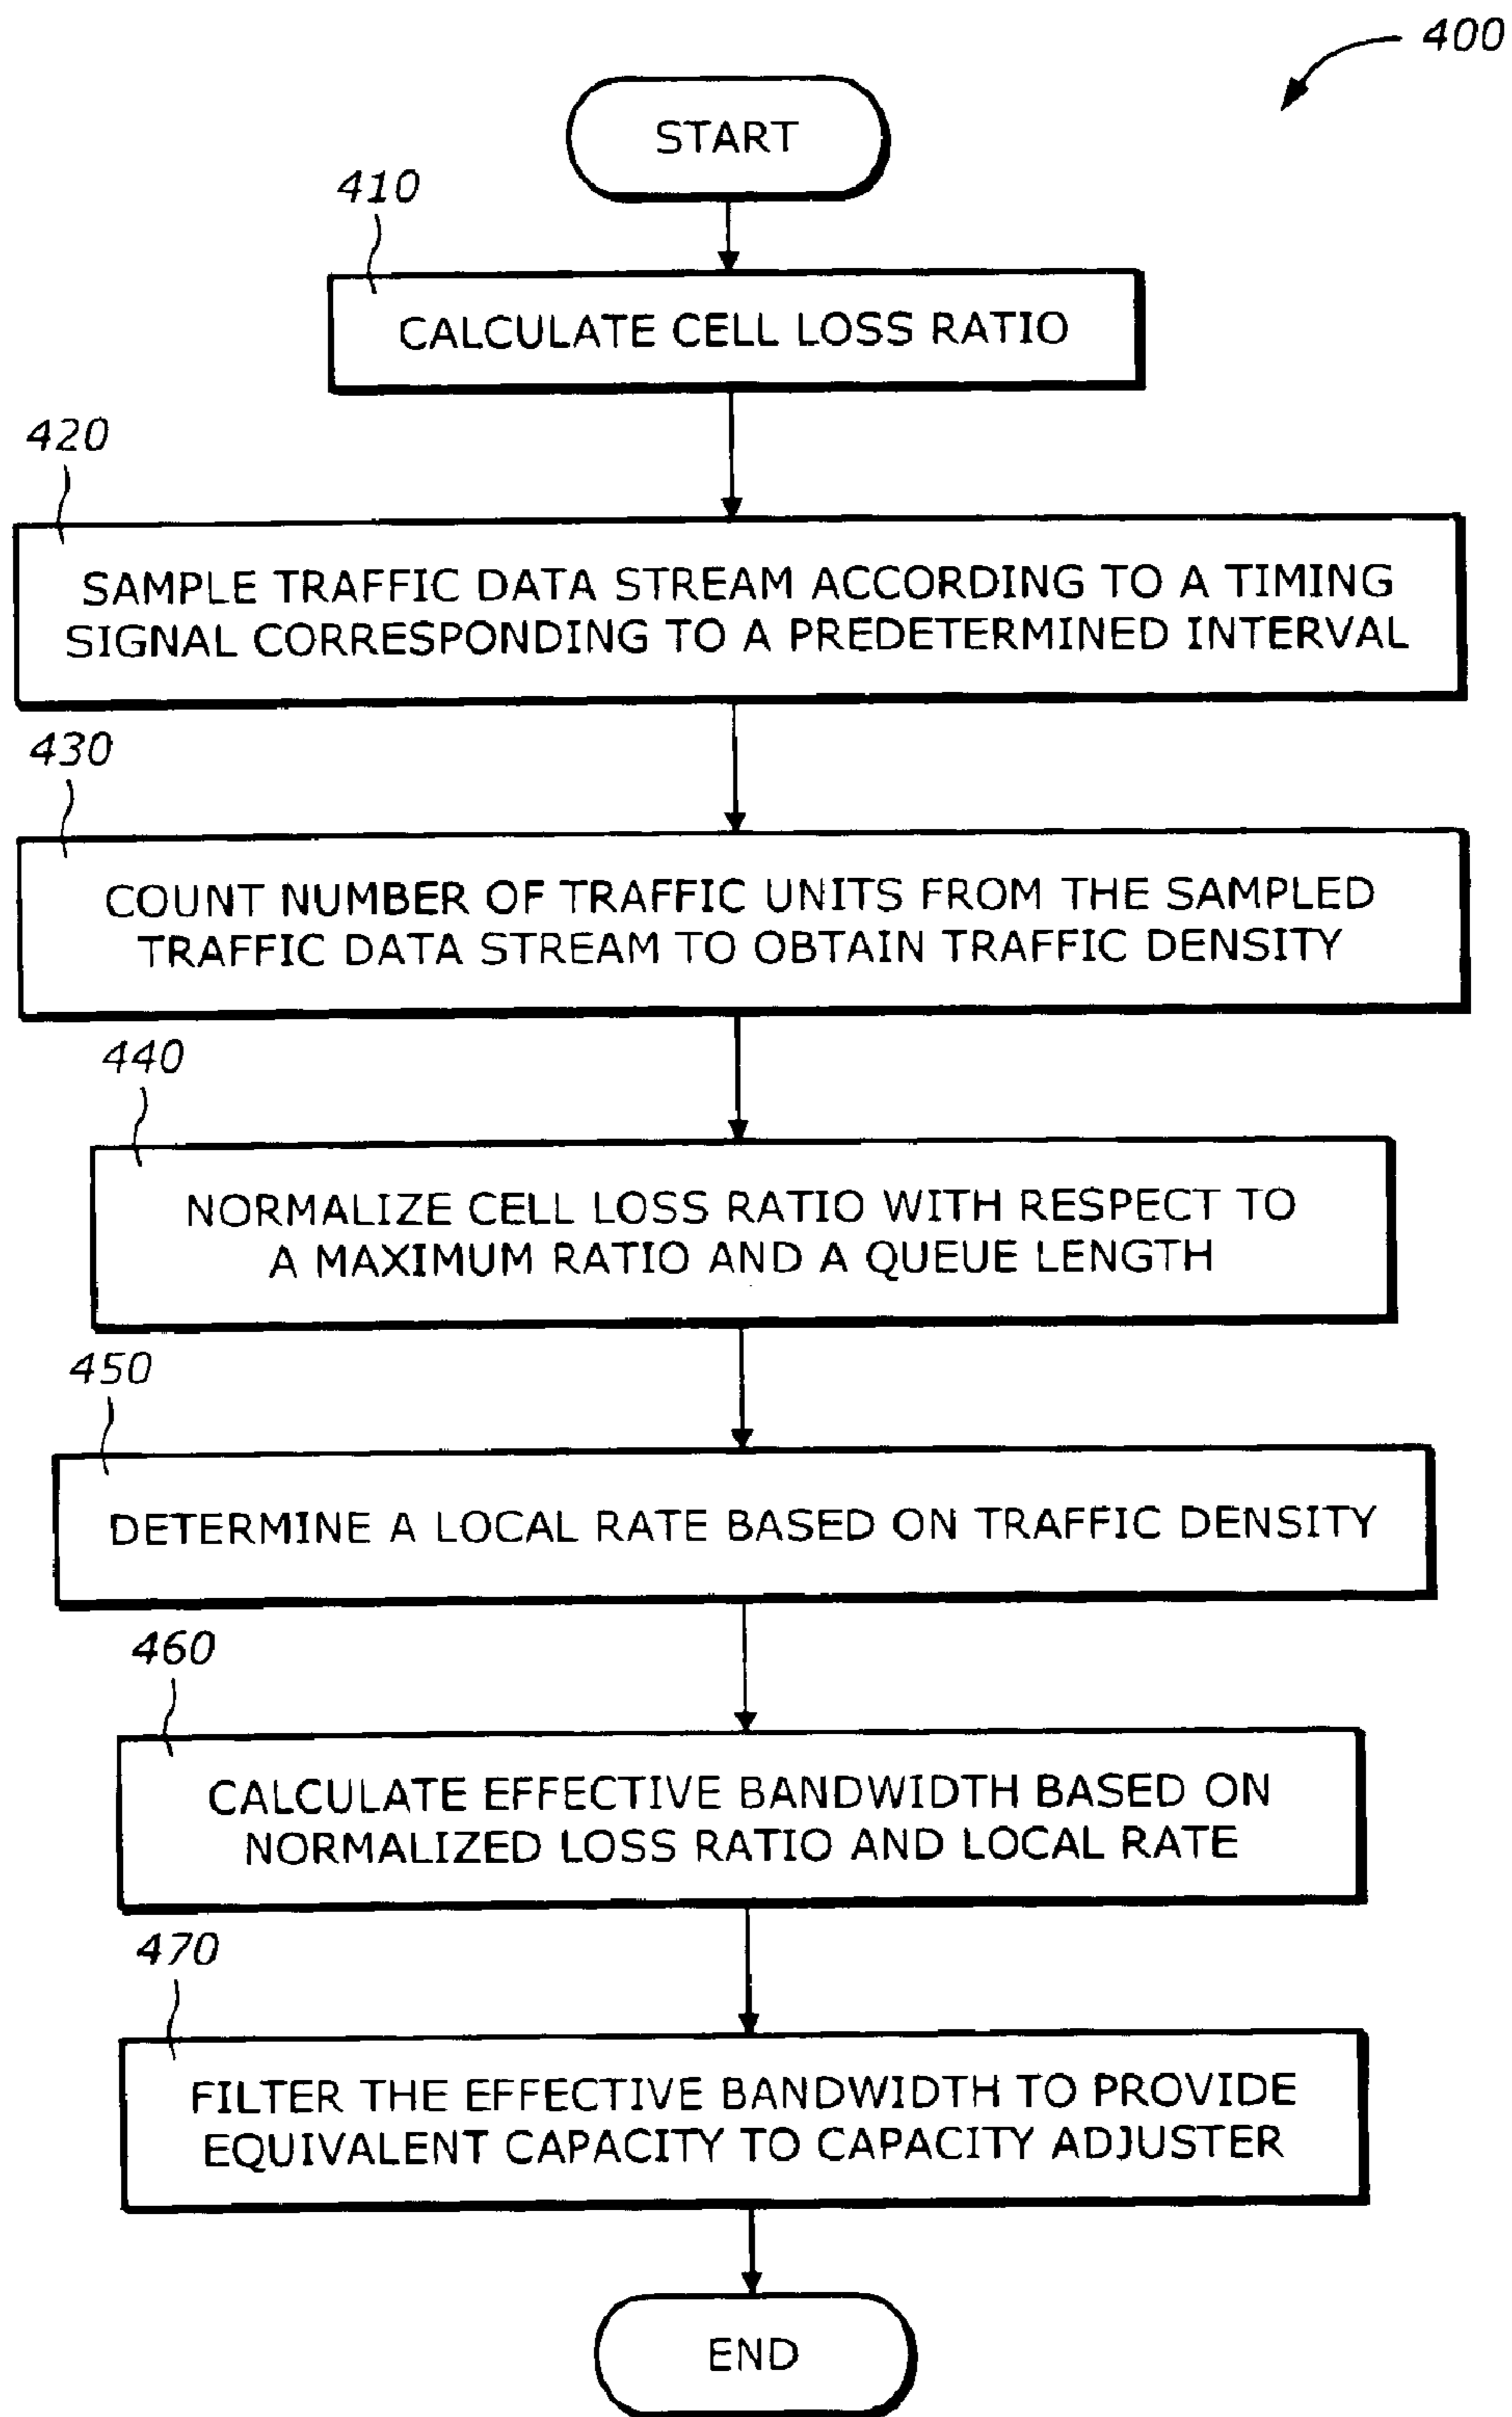 400
START
410
CALCULATE CELL LOSS RATIO
420
SAMPLE TRAFFIC DATA STREAM ACCORDING TO A TIMING
SIGNAL CORRESPONDING TO A PREDETERMINED INTERVAL
430
COUNT NUMBER OF TRAFFIC UNITS FROM THE SAMPLED
TRAFFIC DATA STREAM TO OBTAIN TRAFFIC DENSITY
440
NORMALIZE CELL LOSS RATIO WITH RESPECT TO
A MAXIMUM RATIO AND A QUEUE LENGTH
450
DETERMINE A LOCAL RATE BASED ON TRAFFIC DENSITY
460
CALCULATE EFFECTIVE BANDWIDTH BASED ON
NORMALIZED LOSS RATIO AND LOCAL RATE
470
FILTER THE EFFECTIVE BANDWIDTH TO PROVIDE
EQUIVALENT CAPACITY TO CAPACITY ADJUSTER
END